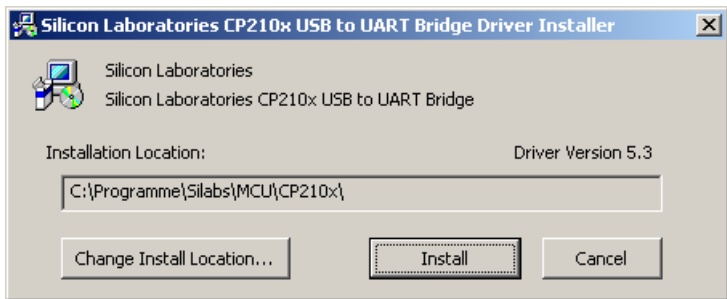 Silicon Laboratories CP210x USB to UART Bridge Driver Installer
Silicon Laboratories
Silicon Laboratories CP210x USB to UART Bridge
Installation Location: Driver Version 5.3
C:\Programme\Silabs\MCU\CP210x\
Change Install Location... Install Cancel